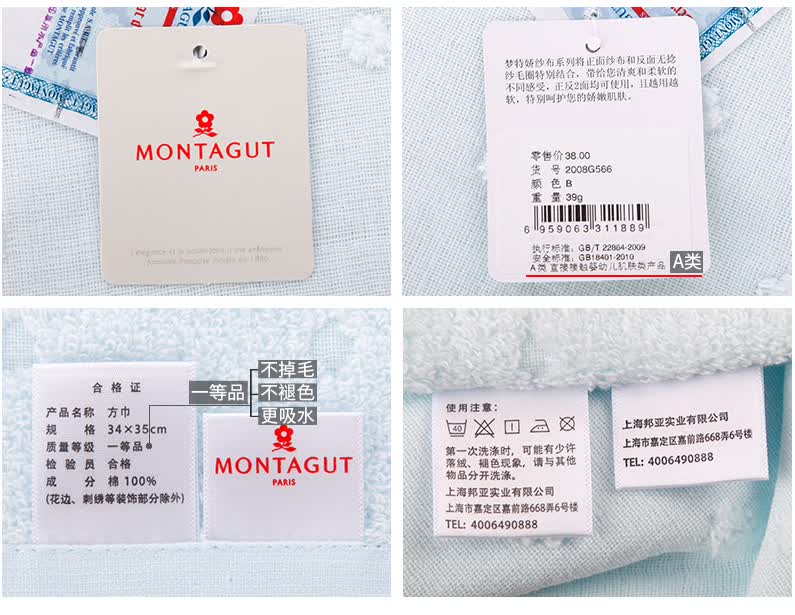 MONTAGUT
PARIS
梦特娇纱布系列将正面纱布和反面无捻
纱毛圈特别结合，带给您清爽和柔软的
不同感受，正反2面均可使用，且越用越
软，特别呵护您的娇嫩肌肤。
零售价38.00
货 号 2008G566
颜 色 B
重 量 39g
6 959063 311889
执行标准：GB/T 22864-2009
安全标准：GB18401-2010
A类 直接接触婴幼儿肌肤类产品
A类
合 格 证
产品名称 方巾
规 格 34×35cm
质量等级 一等品
检 验 员 合格
成 分 棉 100%
(花边、刺绣等装饰部分除外)
一等品
不掉毛
不褪色
更吸水
MONTAGUT
PARIS
使用注意：
40
第一次洗涤时，可能有少许
落绒、褪色现象，请与其他
物品分开洗涤。
上海邦亚实业有限公司
上海市嘉定区嘉前路668弄6号楼
TEL: 4006490888
上海邦亚实业有限公司
上海市嘉定区嘉前路668弄6号楼
TEL: 4006490888